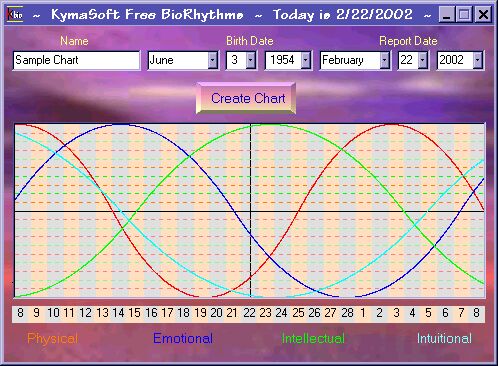 Kbio ~ KymaSoft Free BioRhythms ~ Today is 2/22/2002 ~
Name Birth Date Report Date
Sample Chart June 3 1954 February 22 2002
Create Chart
8 9 10 11 12 13 14 15 16 17 18 19 20 21 22 23 24 25 26 27 28 1 2 3 4 5 6 7 8
Physical Emotional Intellectual Intuitional